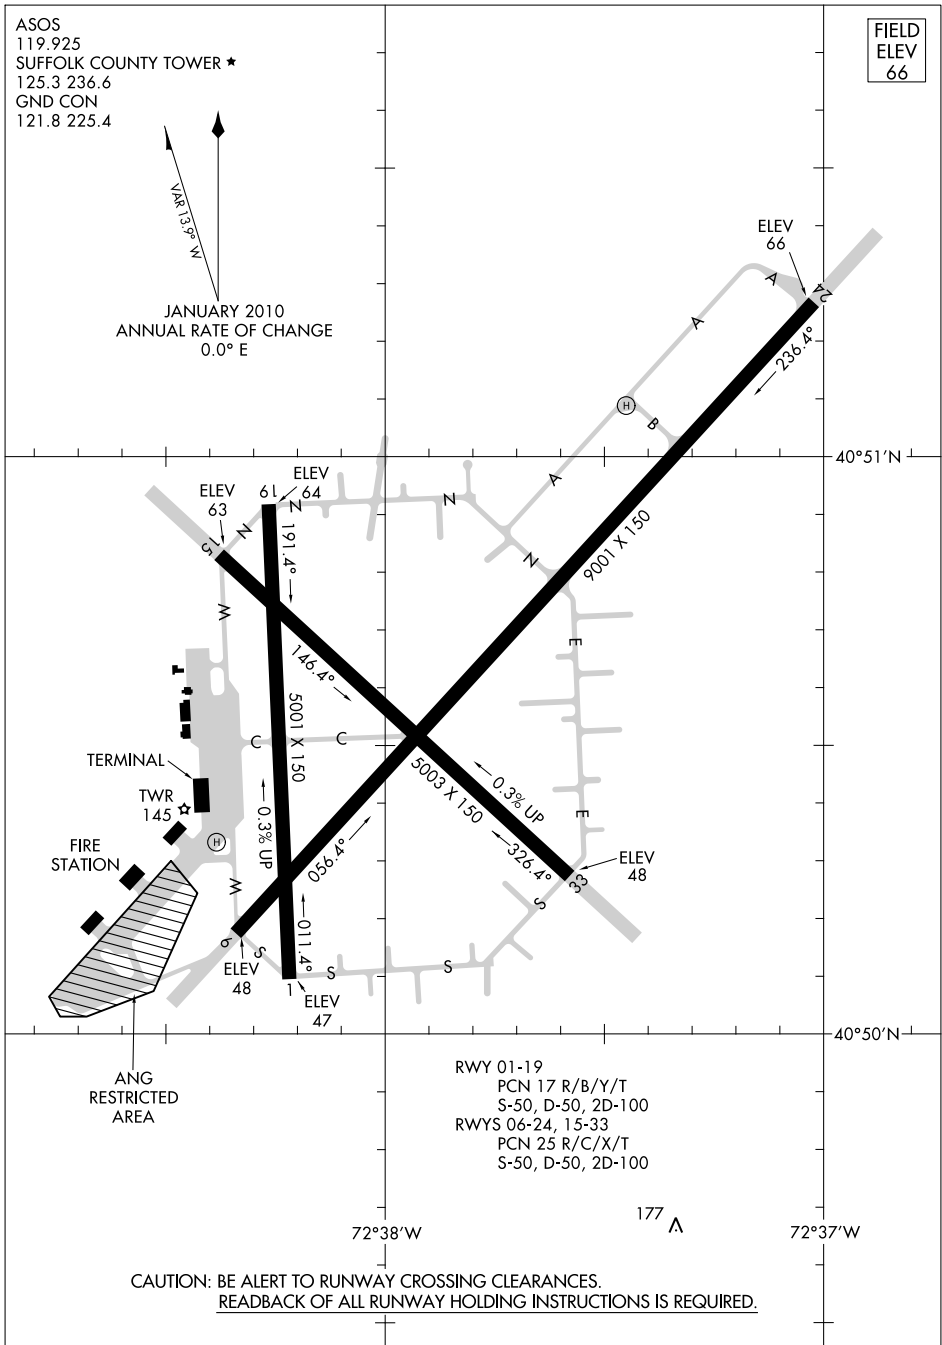 ASOS
119.925
SUFFOLK COUNTY TOWER ★
125.3 236.6
GND CON
121.8 225.4
FIELD
ELEV
66
VAR 13.9° W
JANUARY 2010
ANNUAL RATE OF CHANGE
0.0° E
ELEV
66
24
A
A
236.4°
H
B
40°51'N
A
9001 X 150
ELEV
63
ELEV
64
19
Z
N
N
15
191.4°
N
W
E
146.4°
5001 X 150
C
C
TERMINAL
TWR
145
5003 X 150
0.3% UP
0.3% UP
E
H
FIRE
STATION
056.4°
326.4°
ELEV
48
33
W
S
011.4°
6
S
S
S
ELEV
48
1
ELEV
47
40°50'N
ANG
RESTRICTED
AREA
RWY 01-19
PCN 17 R/B/Y/T
S-50, D-50, 2D-100
RWYS 06-24, 15-33
PCN 25 R/C/X/T
S-50, D-50, 2D-100
177
72°38'W
72°37'W
CAUTION: BE ALERT TO RUNWAY CROSSING CLEARANCES.
READBACK OF ALL RUNWAY HOLDING INSTRUCTIONS IS REQUIRED.